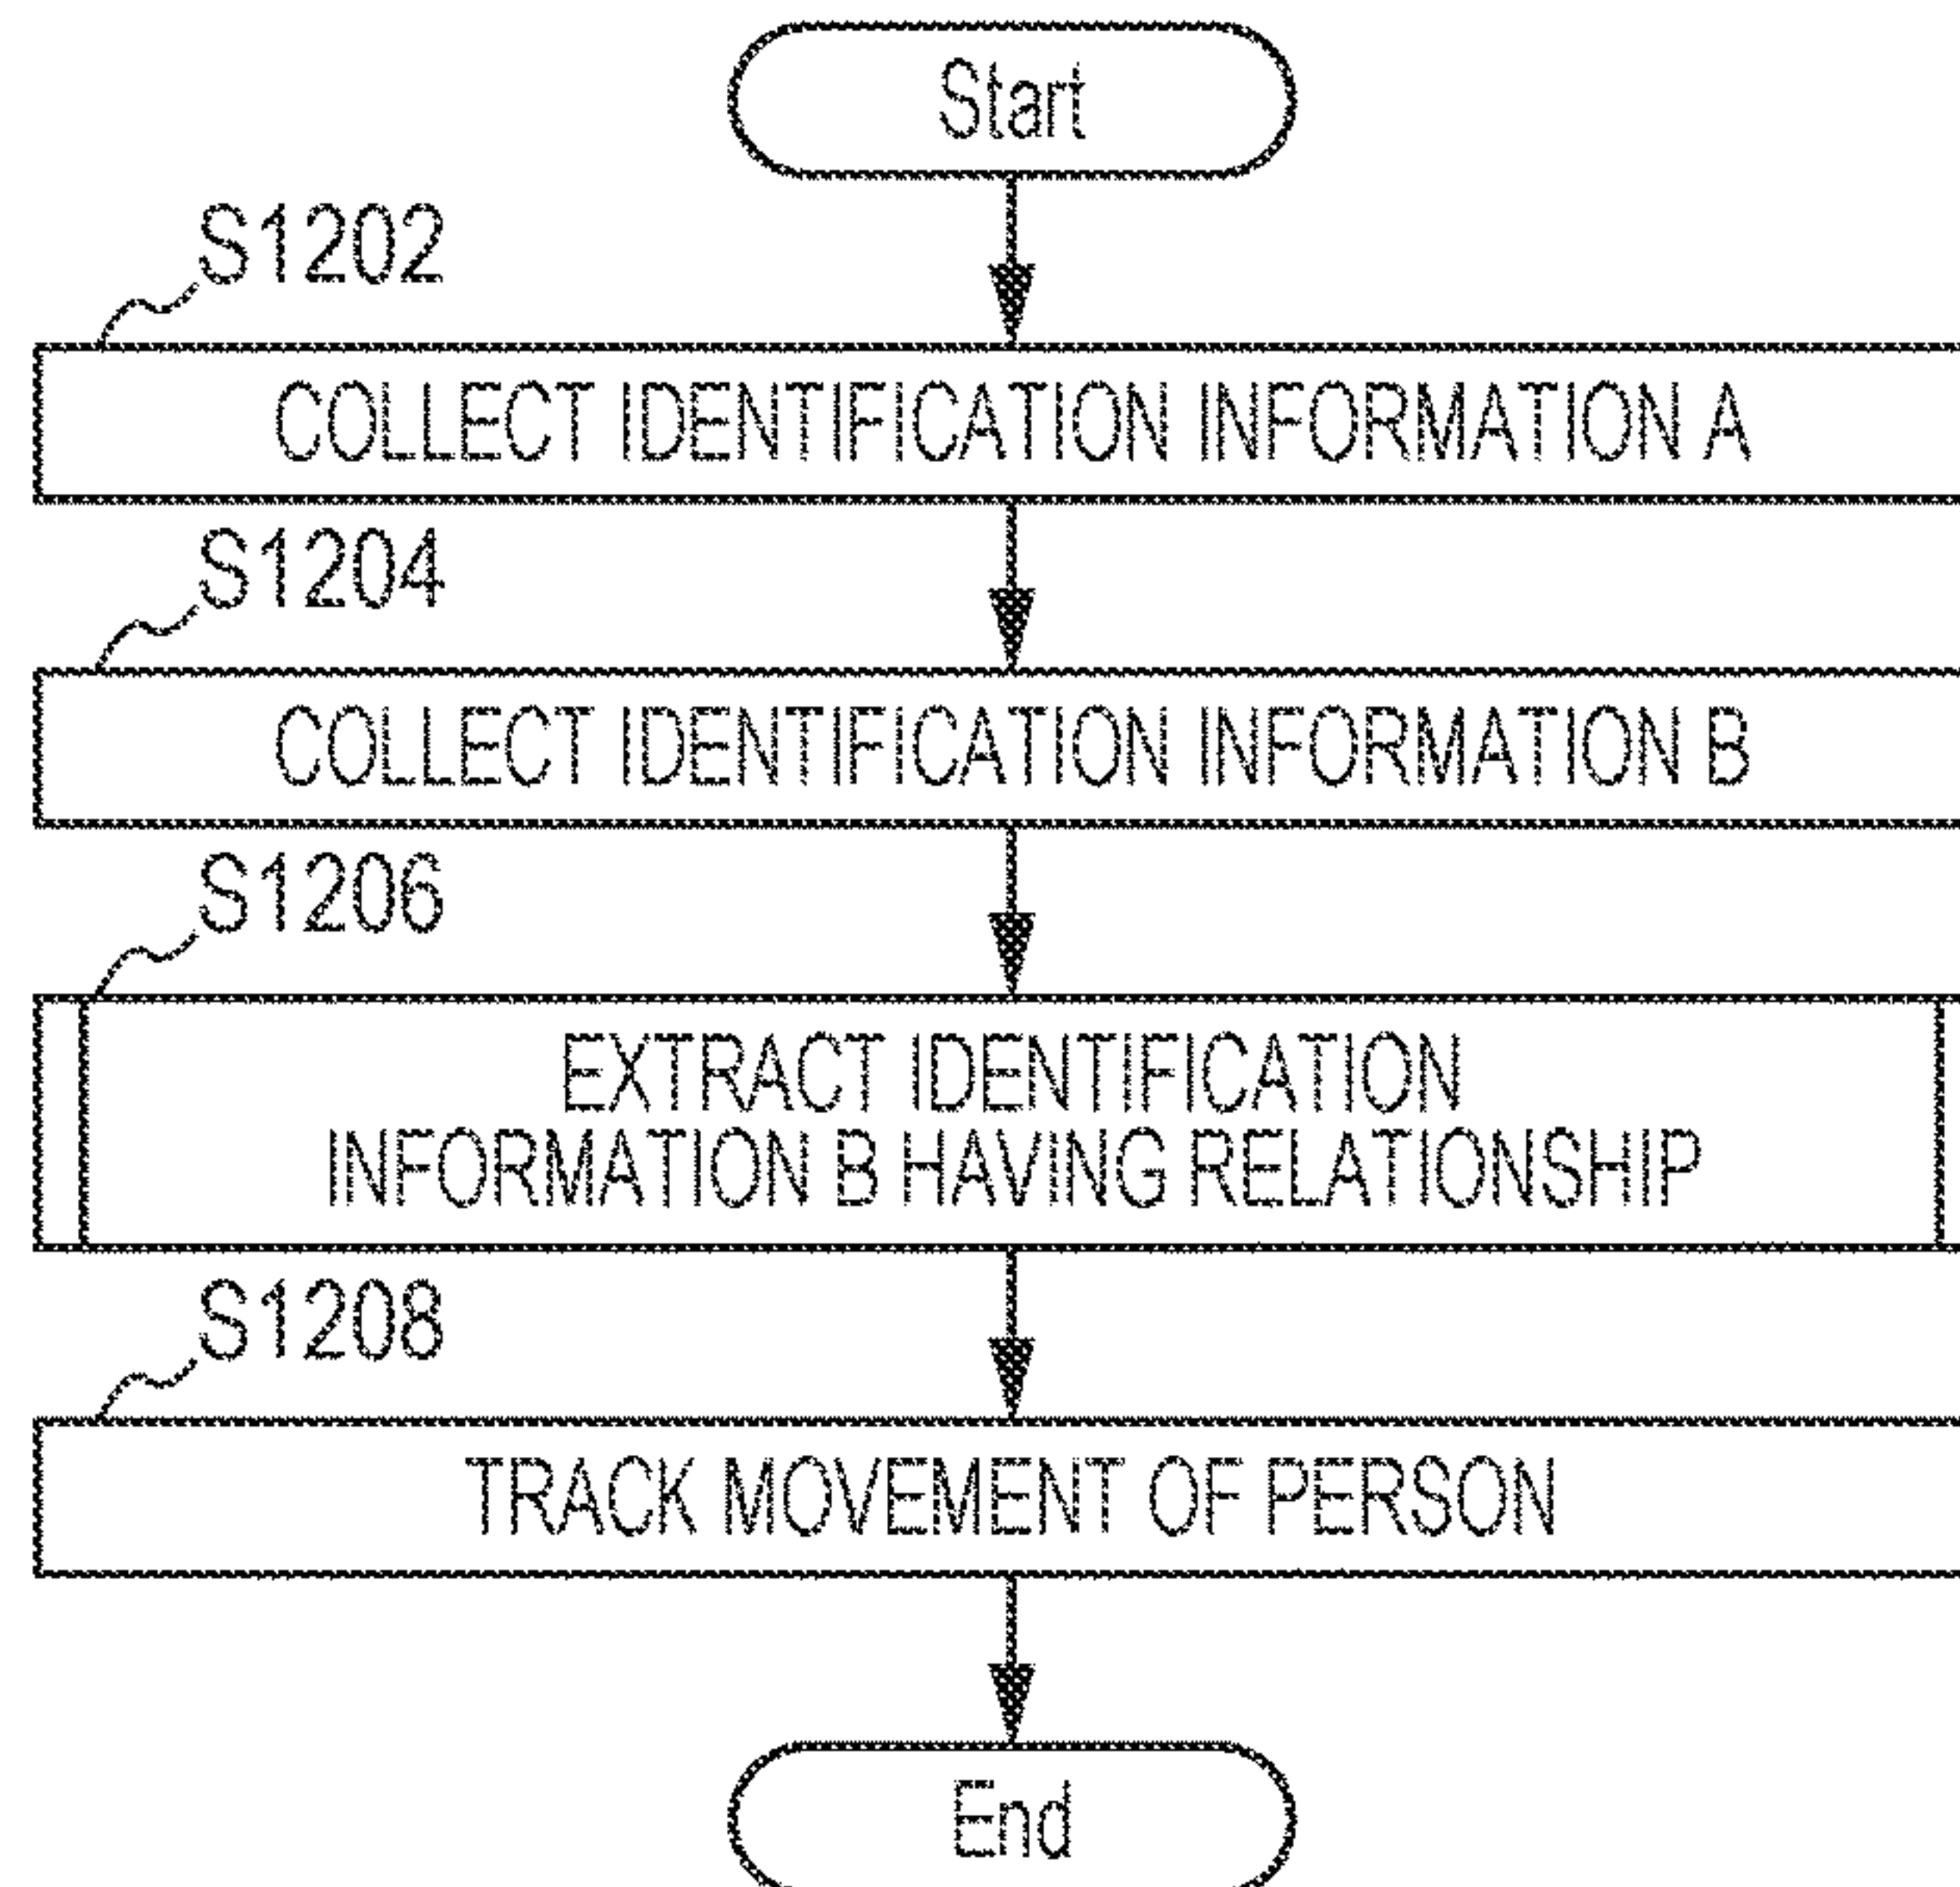 Start
S1202
COLLECT IDENTIFICATION INFORMATION A
S1204
COLLECT IDENTIFICATION INFORMATION B
S1206
EXTRACT IDENTIFICATION
INFORMATION B HAVING RELATIONSHIP
S1208
TRACK MOVEMENT OF PERSON
End